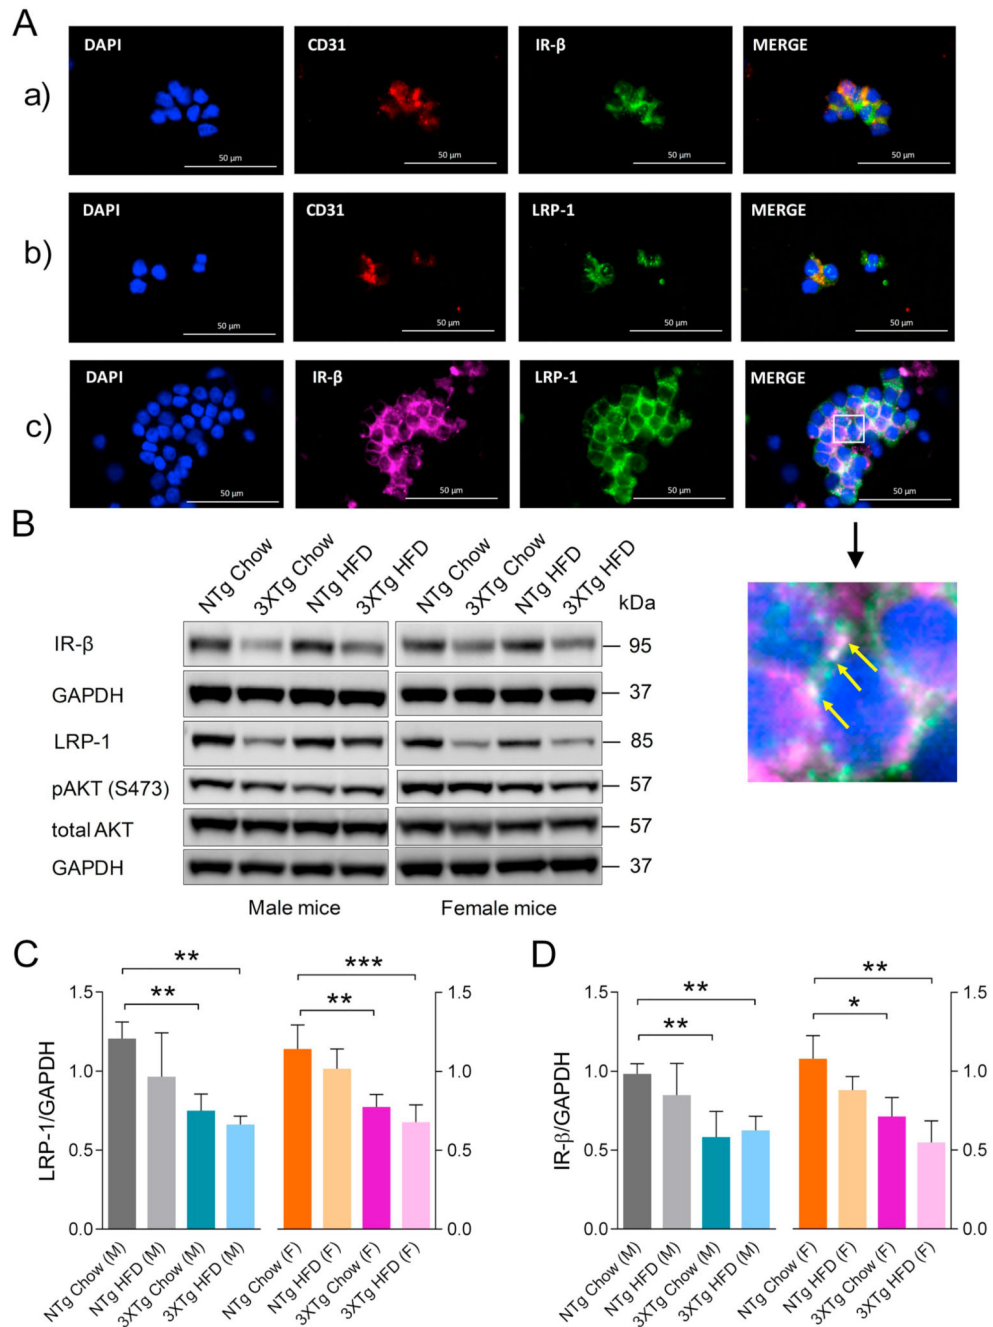 A
a)
DAPI
CD31
IR-β
MERGE
50 µm
50 µm
50 µm
50 µm
b)
DAPI
CD31
LRP-1
MERGE
50 µm
50 µm
50 µm
50 µm
c)
DAPI
IR-β
LRP-1
MERGE
50 µm
50 µm
50 µm
50 µm
B
NTg Chow
3XTg Chow
NTg HFD
3XTg HFD
NTg Chow
3XTg Chow
NTg HFD
3XTg HFD
kDa
IR-β
95
GAPDH
37
LRP-1
85
pAKT (S473)
57
total AKT
57
GAPDH
37
Male mice
Female mice
C
LRP-1/GAPDH
1.5
1.0
0.5
0.0
**
**
***
**
1.5
1.0
0.5
0.0
NTg Chow (M)
NTg HFD (M)
3XTg Chow (M)
3XTg HFD (M)
NTg Chow (F)
NTg HFD (F)
3XTg Chow (F)
3XTg HFD (F)
D
IR-β/GAPDH
1.5
1.0
0.5
0.0
**
**
**
*
1.5
1.0
0.5
0.0
NTg Chow (M)
NTg HFD (M)
3XTg Chow (M)
3XTg HFD (M)
NTg Chow (F)
NTg HFD (F)
3XTg Chow (F)
3XTg HFD (F)